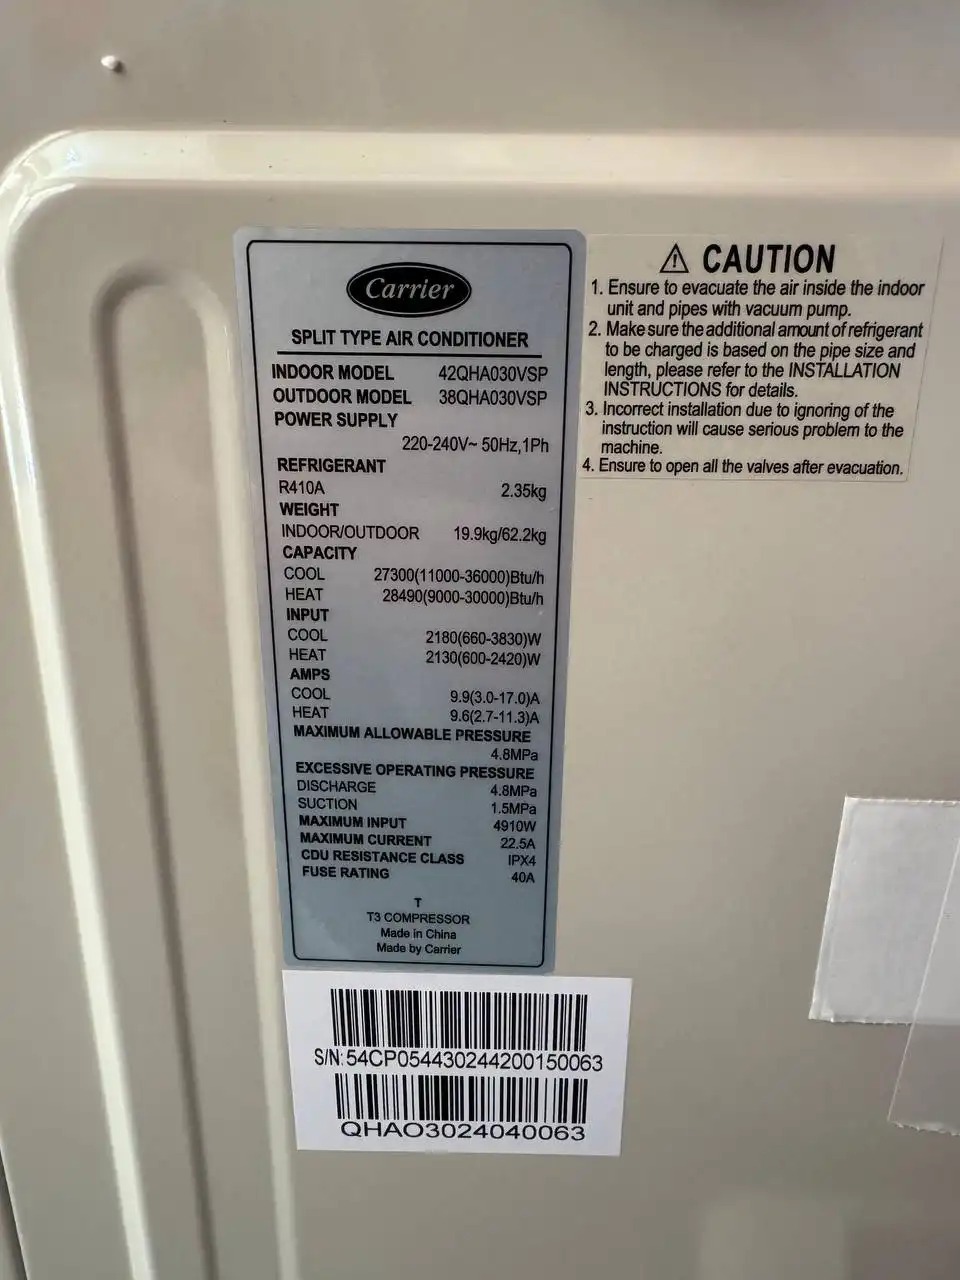 Carrier
SPLIT TYPE AIR CONDITIONER
INDOOR MODEL 42QHA030VSP
OUTDOOR MODEL 38QHA030VSP
POWER SUPPLY
220-240V~ 50Hz,1Ph
REFRIGERANT
R410A 2.35kg
WEIGHT
INDOOR/OUTDOOR 19.9kg/62.2kg
CAPACITY
COOL 27300(11000-36000)Btu/h
HEAT 28490(9000-30000)Btu/h
INPUT
COOL 2180(660-3830)W
HEAT 2130(600-2420)W
AMPS
COOL 9.9(3.0-17.0)A
HEAT 9.6(2.7-11.3)A
MAXIMUM ALLOWABLE PRESSURE
4.8MPa
EXCESSIVE OPERATING PRESSURE
DISCHARGE 4.8MPa
SUCTION 1.5MPa
MAXIMUM INPUT 4910W
MAXIMUM CURRENT 22.5A
CDU RESISTANCE CLASS IPX4
FUSE RATING 40A
T
T3 COMPRESSOR
Made in China
Made by Carrier
S/N:54CP05443024420015006​3
QHAO3024040063
⚠ CAUTION
1. Ensure to evacuate the air inside the indoor
unit and pipes with vacuum pump.
2. Make sure the additional amount of refrigerant
to be charged is based on the pipe size and
length, please refer to the INSTALLATION
INSTRUCTIONS for details.
3. Incorrect installation due to ignoring of the
instruction will cause serious problem to the
machine.
4. Ensure to open all the valves after evacuation.